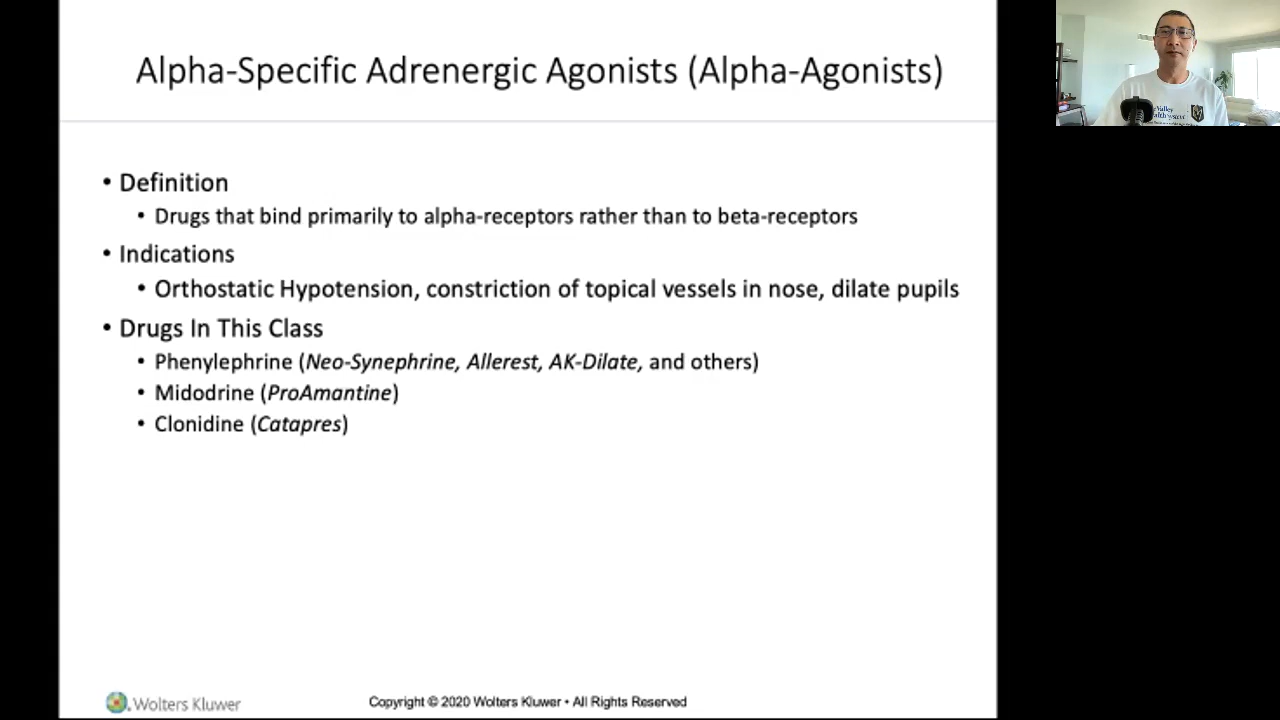 Alpha-Specific Adrenergic Agonists (Alpha-Agonists)
• Definition
• Drugs that bind primarily to alpha-receptors rather than to beta-receptors
• Indications
• Orthostatic Hypotension, constriction of topical vessels in nose, dilate pupils
• Drugs In This Class
• Phenylephrine (Neo-Synephrine, Allerest, AK-Dilate, and others)
• Midodrine (ProAmantine)
• Clonidine (Catapres)
Wolters Kluwer
Copyright © 2020 Wolters Kluwer • All Rights Reserved